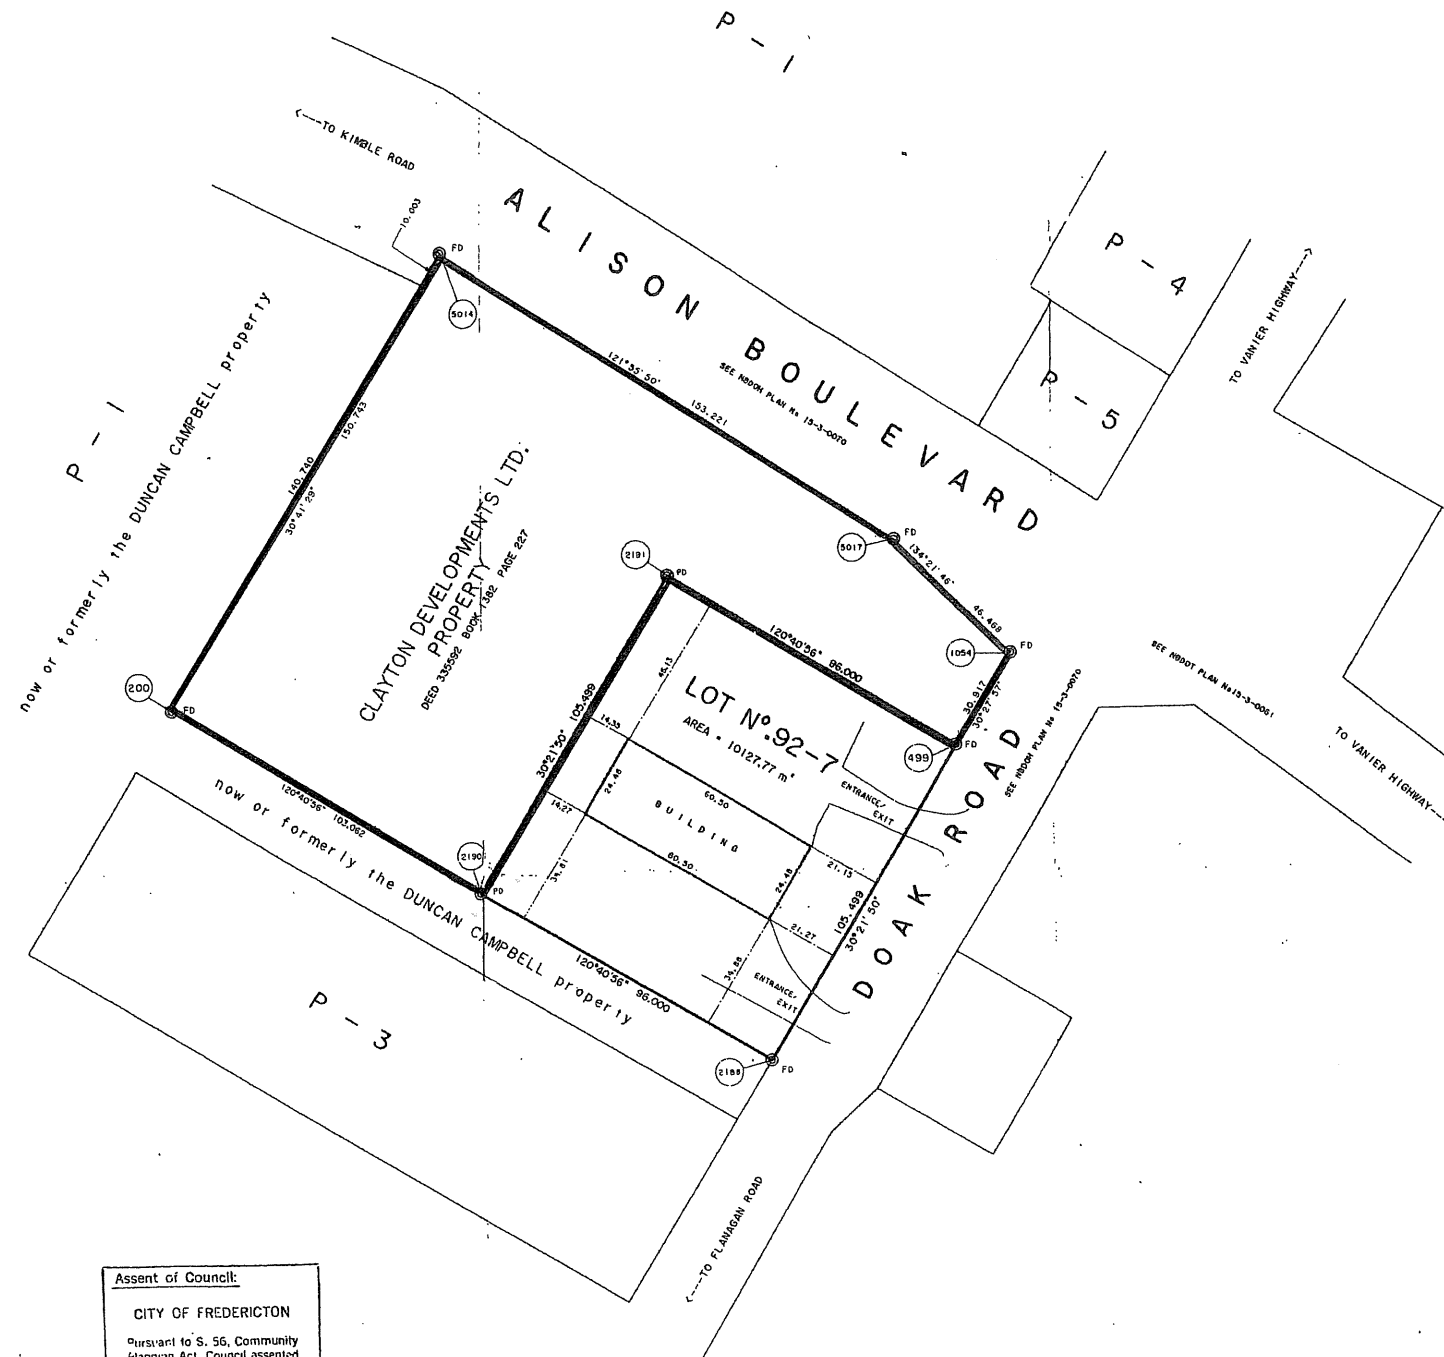 P - 1
<----TO KIMBLE ROAD
ALISON BOULEVARD
SEE NBDOH PLAN No 15-3-0070
10.003
FD
5014
P - 4
P - 5
TO VANIER HIGHWAY---->
P - 1
now or formerly the DUNCAN CAMPBELL property
150.743
140.740
30°41'29"
121°35'50"
153.221
CLAYTON DEVELOPMENTS LTD.
PROPERTY
DEED 335592 BOOK 1382 PAGE 227
5017
FD
134°21'46"
46.468
1054
FD
30.917
30°27'57"
2191
PD
120°40'56" 96.000
499
FD
SEE NBDOT PLAN No 15-3-0061
TO VANIER HIGHWAY----
SEE NBDOH PLAN No 15-3-0070
DOAK ROAD
LOT Nº.92-7
AREA = 10127.77 m²
105.499
30°21'50"
45.13
14.35
24.48
60.50
BUILDING
14.27
60.50
24.48
21.15
21.27
34.88
ENTRANCE/
EXIT
ENTRANCE/
EXIT
105.499
30°21'50"
200
FD
120°40'56" 103.062
2190
PD
now or formerly the DUNCAN CAMPBELL property
120°40'56" 96.000
2188
FD
P - 3
<----TO FLANAGAN ROAD
Assent of Council:
CITY OF FREDERICTON
Pursuant to S. 56, Community
Planning Act, Council assented